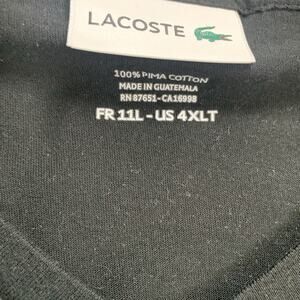 LACOSTE
100% PIMA COTTON
MADE IN GUATEMALA
RN 87651 - CA16998
FR 11L - US 4XLT